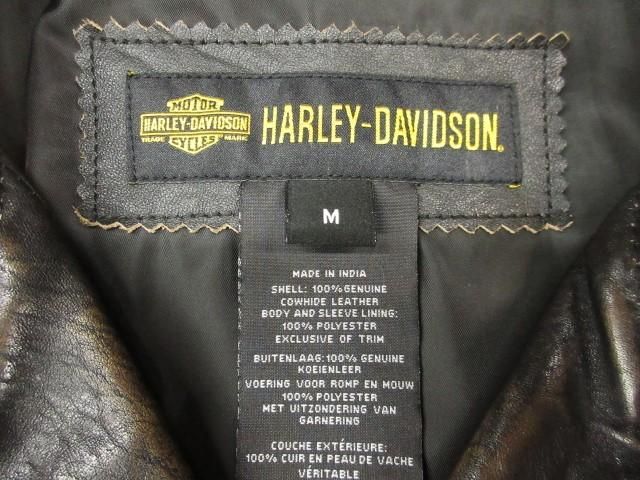 MOTOR
HARLEY-DAVIDSON
TRADE MARK
CYCLES
HARLEY-DAVIDSON.
M
MADE IN INDIA
SHELL: 100% GENUINE
COWHIDE LEATHER
BODY AND SLEEVE LINING:
100% POLYESTER
EXCLUSIVE OF TRIM
BUITENLAAG: 100% GENUINE
KOEIENLEER
VOERING VOOR ROMP EN MOUW
100% POLYESTER
MET UITZONDERING VAN
GARNERING
COUCHE EXTÉRIEURE:
100% CUIR EN PEAU DE VACHE
VÉRITABLE